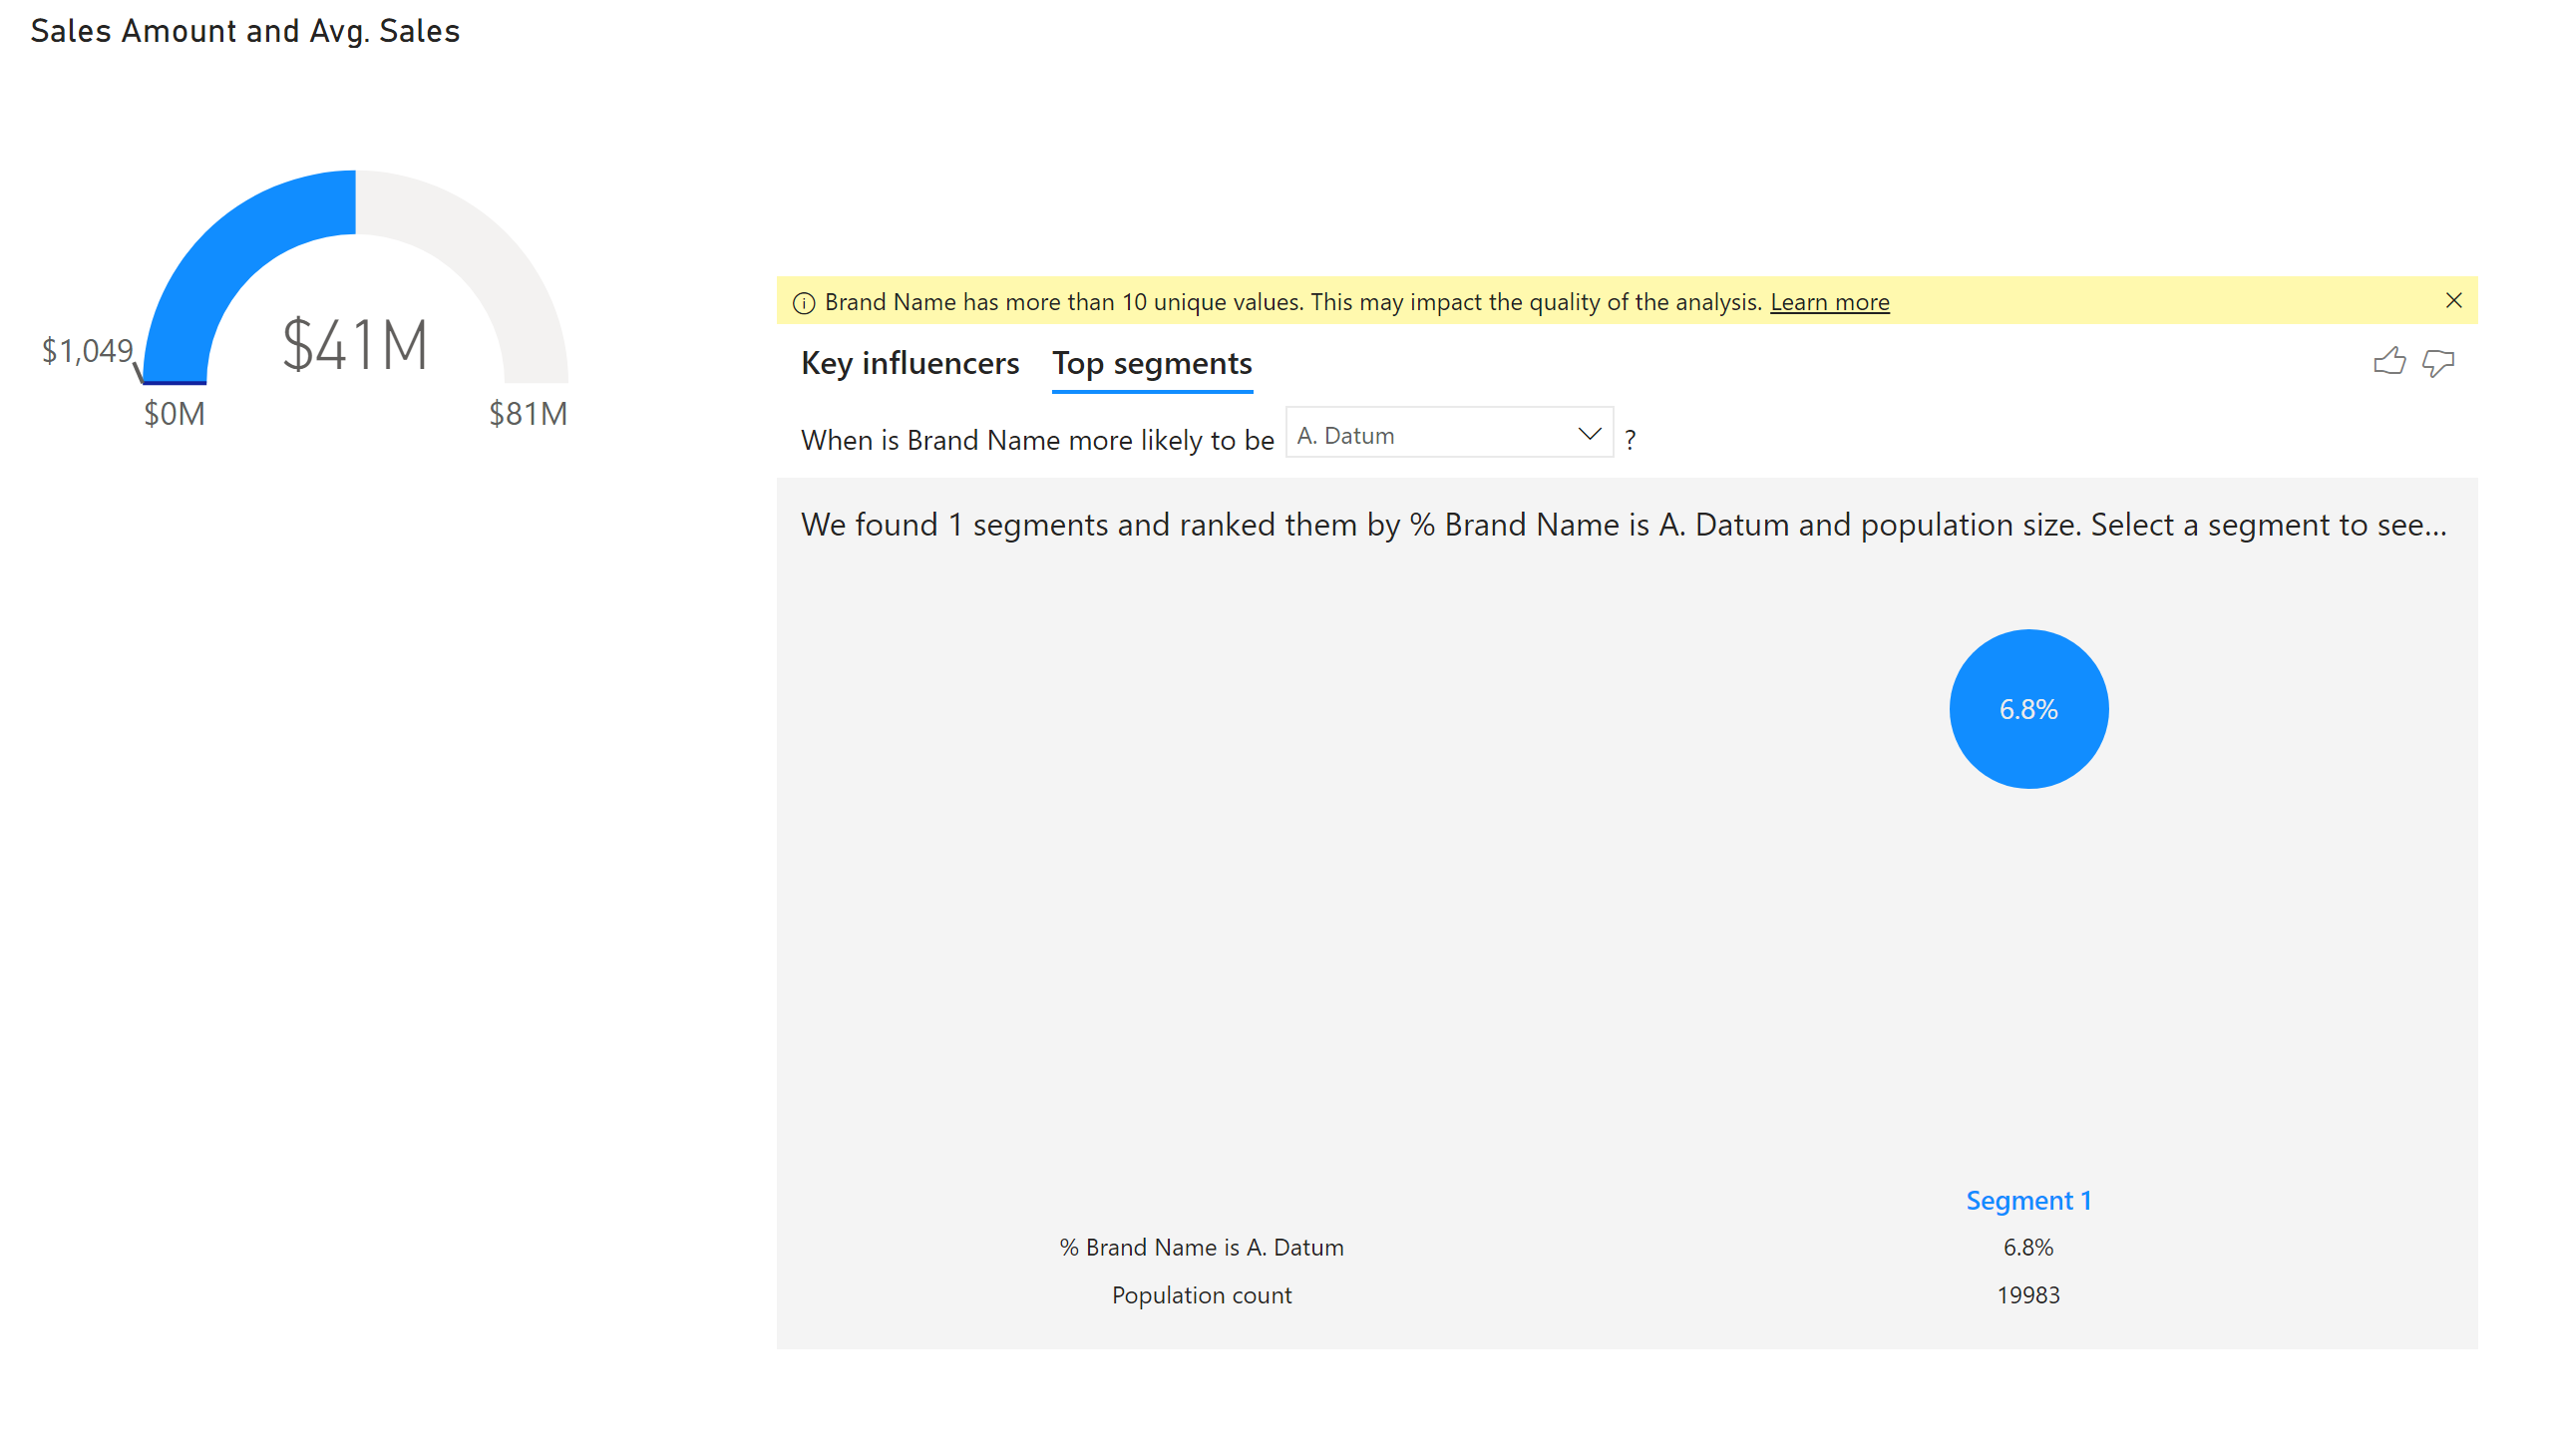 Sales Amount and Avg. Sales
$41M
$1,049
$0M
$81M
Brand Name has more than 10 unique values. This may impact the quality of the analysis. Learn more
Key influencers
Top segments
When is Brand Name more likely to be A. Datum ?
We found 1 segments and ranked them by % Brand Name is A. Datum and population size. Select a segment to see...
6.8%
Segment 1
% Brand Name is A. Datum 6.8%
Population count 19983